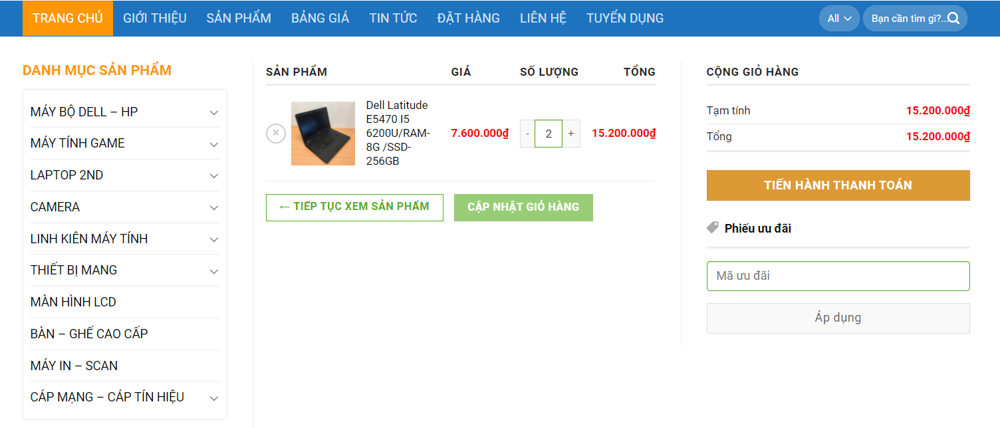 TRANG CHỦ GIỚI THIỆU SẢN PHẨM BẢNG GIÁ TIN TỨC ĐẶT HÀNG LIÊN HỆ TUYỂN DỤNG All Bạn cần tìm gì?...
DANH MỤC SẢN PHẨM
MÁY BỘ DELL – HP
MÁY TÍNH GAME
LAPTOP 2ND
CAMERA
LINH KIÊN MÁY TÍNH
THIẾT BỊ MANG
MÀN HÌNH LCD
BÀN – GHẾ CAO CẤP
MÁY IN – SCAN
CÁP MẠNG – CÁP TÍN HIỆU
SẢN PHẨM GIÁ SỐ LƯỢNG TỔNG
× Dell Latitude
E5470 I5
6200U/RAM-
8G /SSD-
256GB
7.600.000₫ - 2 + 15.200.000₫
← TIẾP TỤC XEM SẢN PHẨM CẬP NHẬT GIỎ HÀNG
CỘNG GIỎ HÀNG
Tạm tính 15.200.000₫
Tổng 15.200.000₫
TIẾN HÀNH THANH TOÁN
Phiếu ưu đãi
Mã ưu đãi
Áp dụng